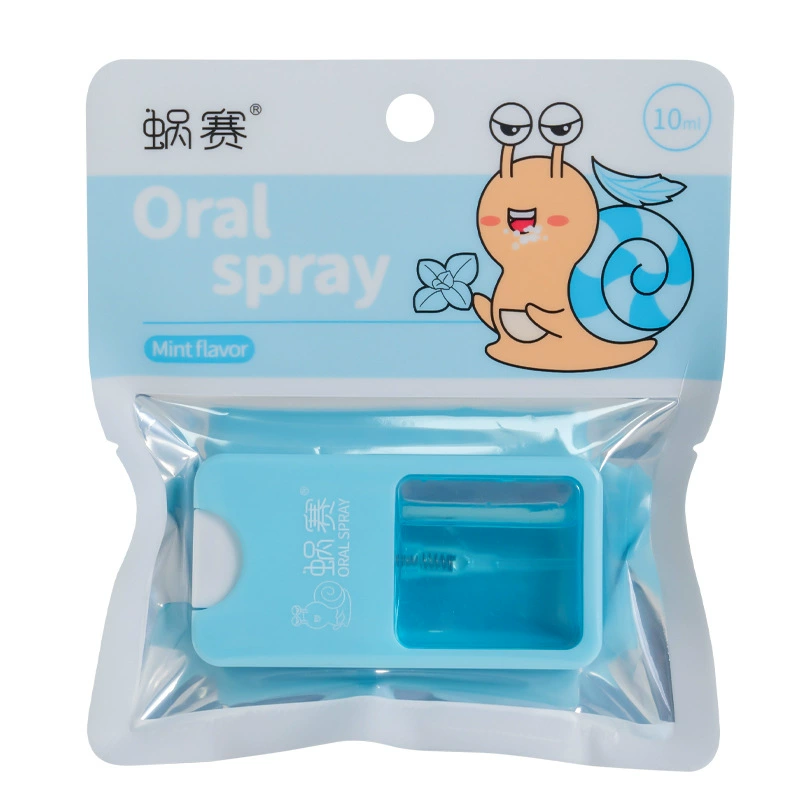 蜗赛®
10ml
Oral
spray
Mint flavor
蜗赛®
ORAL SPRAY